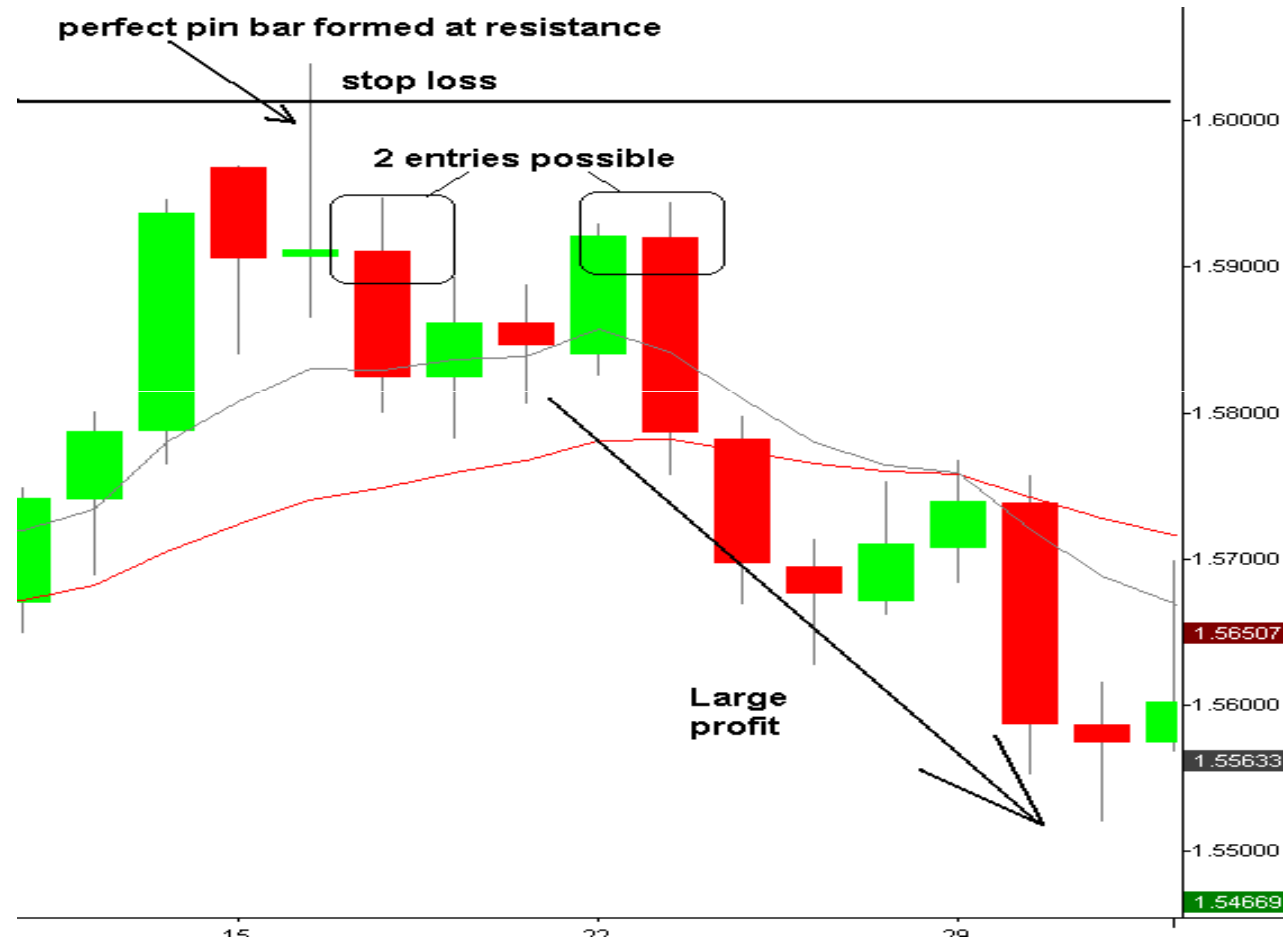 perfect pin bar formed at resistance
stop loss
1.60000
2 entries possible
1.59000
1.58000
1.57000
1.56507
Large
profit
1.56000
1.55633
1.55000
1.54669
15
22
29